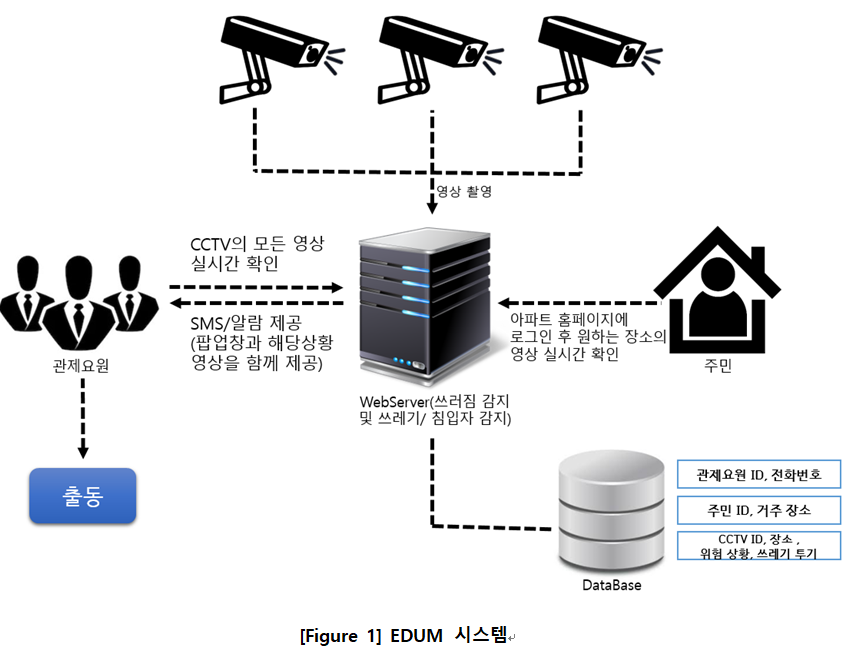 영상 촬영
CCTV의 모든 영상
실시간 확인
SMS/알람 제공
(팝업창과 해당상황
영상을 함께 제공)
관제요원
출동
WebServer(쓰러짐 감지
및 쓰레기/ 침입자 감지)
아파트 홈페이지에
로그인 후 원하는 장소의
영상 실시간 확인
주민
관제요원 ID, 전화번호
주민 ID, 거주 장소
CCTV ID, 장소 ,
위험 상황, 쓰레기 투기
DataBase
[Figure 1] EDUM 시스템